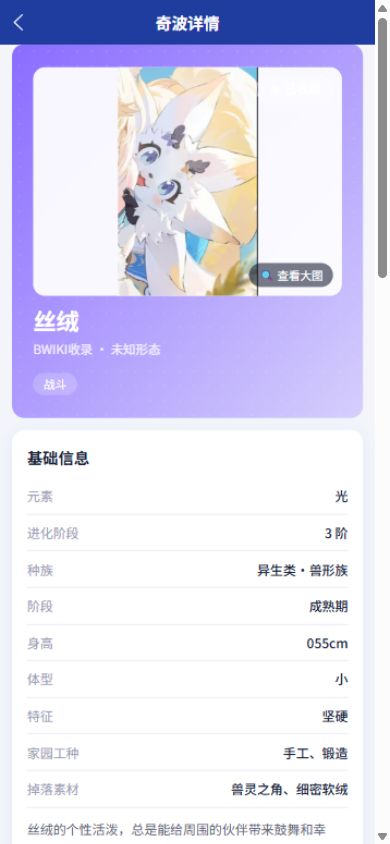 奇波详情
查看大图
丝绒
BWIKI收录 · 未知形态
战斗
基础信息
元素 光
进化阶段 3 阶
种族 异生类·兽形族
阶段 成熟期
身高 055cm
体型 小
特征 坚硬
家园工种 手工、锻造
掉落素材 兽灵之角、细密软绒
丝绒的个性活泼，总是能给周围的伙伴带来鼓舞和幸